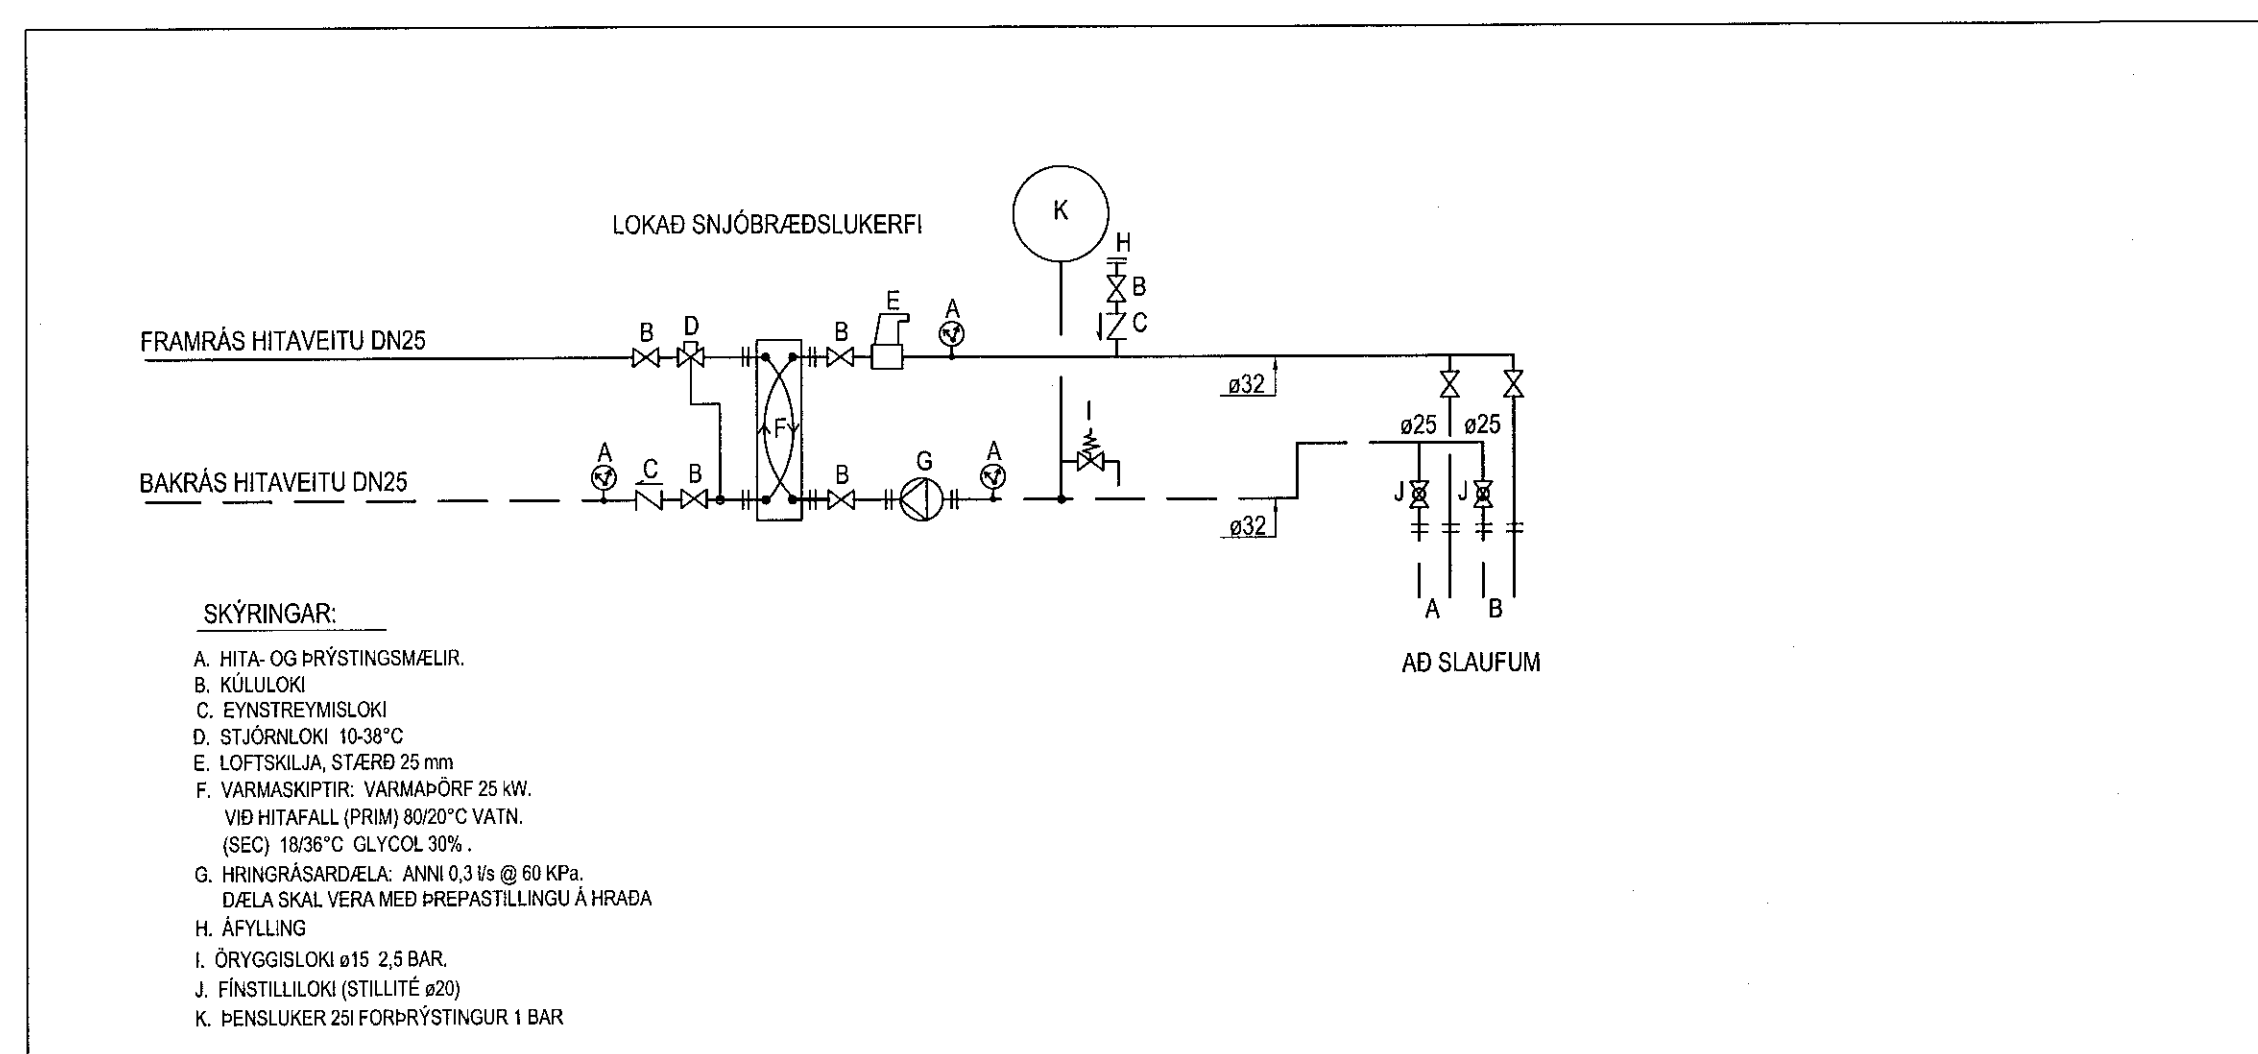 LOKAÐ SNJÓBRÆÐSLUKERFI
K
H
B
C
E
A
B
D
B
FRAMRÁS HITAVEITU DN25
ø32
F
ø25 ø25
A
C
B
B
G
A
BAKRÁS HITAVEITU DN25
J J
ø32
A B
AÐ SLAUFUM
SKÝRINGAR:
A. HITA- OG ÞRÝSTINGSMÆLIR.
B. KÚLULOKI
C. EYNSTREYMISLOKI
D. STJÓRNLOKI 10-38°C
E. LOFTSKILJA, STÆRÐ 25 mm
F. VARMASKIPTIR: VARMAÞÖRF 25 kW.
VIÐ HITAFALL (PRIM) 80/20°C VATN.
(SEC) 18/36°C GLYCOL 30% .
G. HRINGRÁSARDÆLA: ANNI 0,3 l/s @ 60 KPa.
DÆLA SKAL VERA MEÐ ÞREPASTILLINGU Á HRAÐA
H. ÁFYLLING
I. ÖRYGGISLOKI ø15 2,5 BAR.
J. FÍNSTILLILOKI (STILLITÉ ø20)
K. ÞENSLUKER 25l FORÞRÝSTINGUR 1 BAR